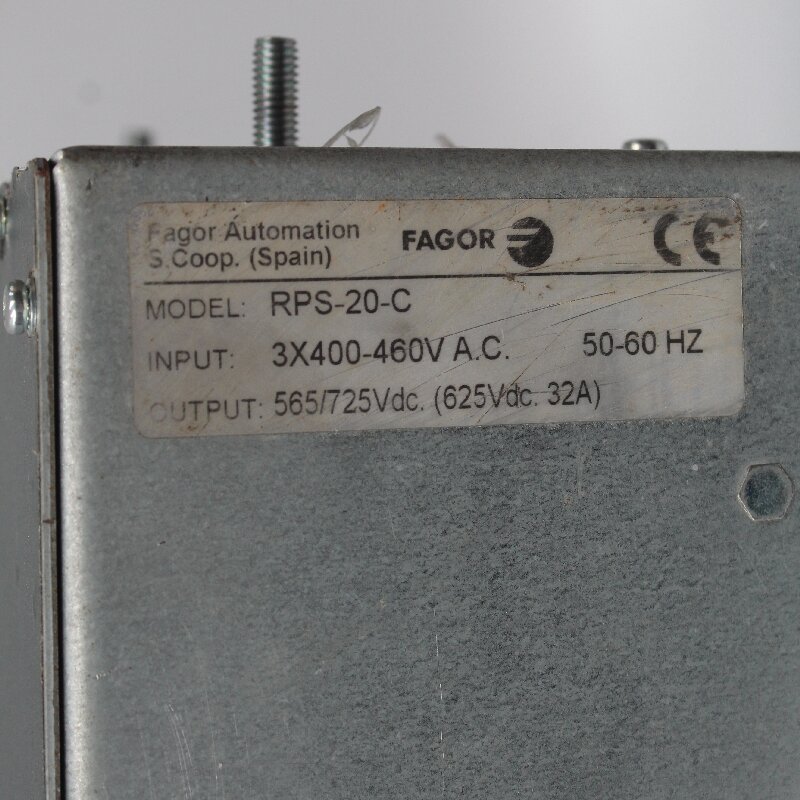 Fagor Automation
S.Coop. (Spain)
FAGOR
CE
MODEL: RPS-20-C
INPUT: 3X400-460V A.C. 50-60 HZ
OUTPUT: 565/725Vdc. (625Vdc. 32A)